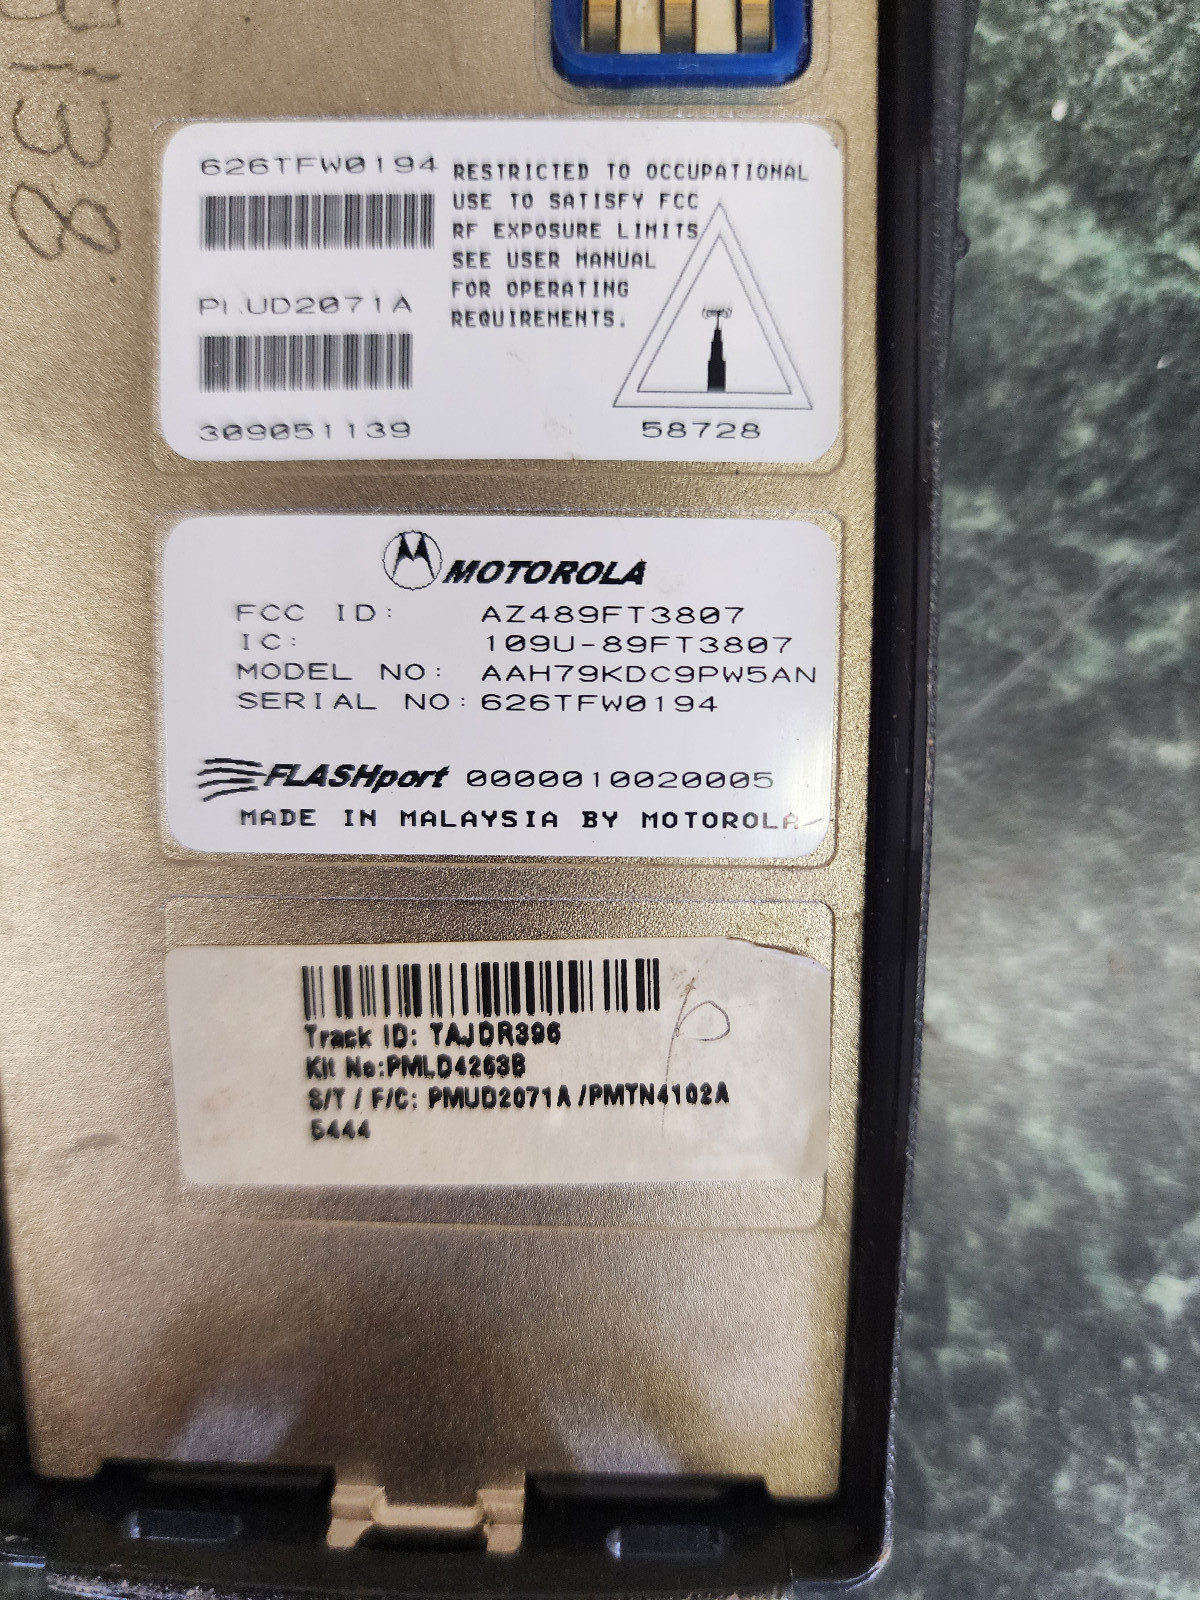 3138
626TFW0194
RESTRICTED TO OCCUPATIONAL
USE TO SATISFY FCC
RF EXPOSURE LIMITS
SEE USER MANUAL
FOR OPERATING
REQUIREMENTS.
309051139
58728
MOTOROLA
FCC ID: AZ489FT3807
IC: 109U-89FT3807
MODEL NO: AAH79KDC9PW5AN
SERIAL NO: 626TFW0194
FLASHport 0000010020005
MADE IN MALAYSIA BY MOTOROLA
Track ID: TAJDR396
Kit No:PMLD4263B
S/T / F/C: PMUD2071A /PMTN4102A
5444